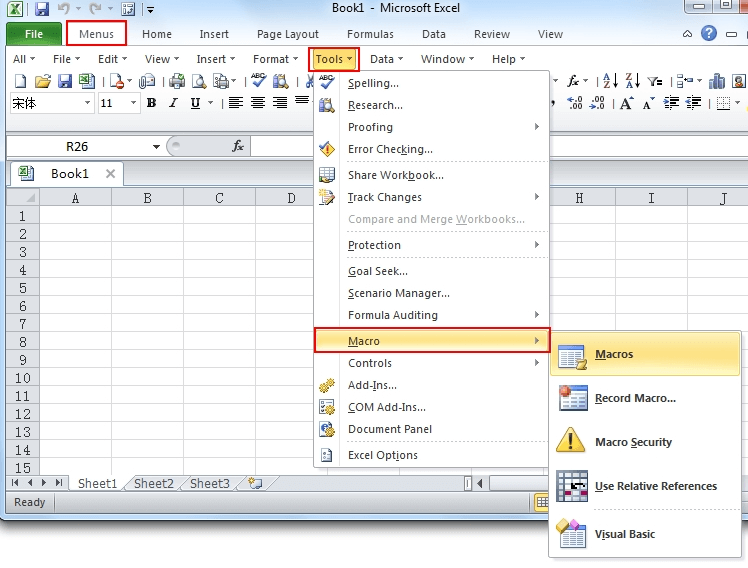 Book1 - Microsoft Excel
File Menus Home Insert Page Layout Formulas Data Review View
All File Edit View Insert Format Tools Data Window Help
宋体 11 B I U
R26 fx
Book1
A B C D H I J
1
2
3
4
5
6
7
8
9
10
11
12
13
14
15
Spelling...
Research...
Proofing
Error Checking...
Share Workbook...
Track Changes
Compare and Merge Workbooks...
Protection
Goal Seek...
Scenario Manager...
Formula Auditing
Macro
Controls
Add-Ins...
COM Add-Ins...
Document Panel
Excel Options
Macros
Record Macro...
Macro Security
Use Relative References
Visual Basic
Sheet1 Sheet2 Sheet3
Ready